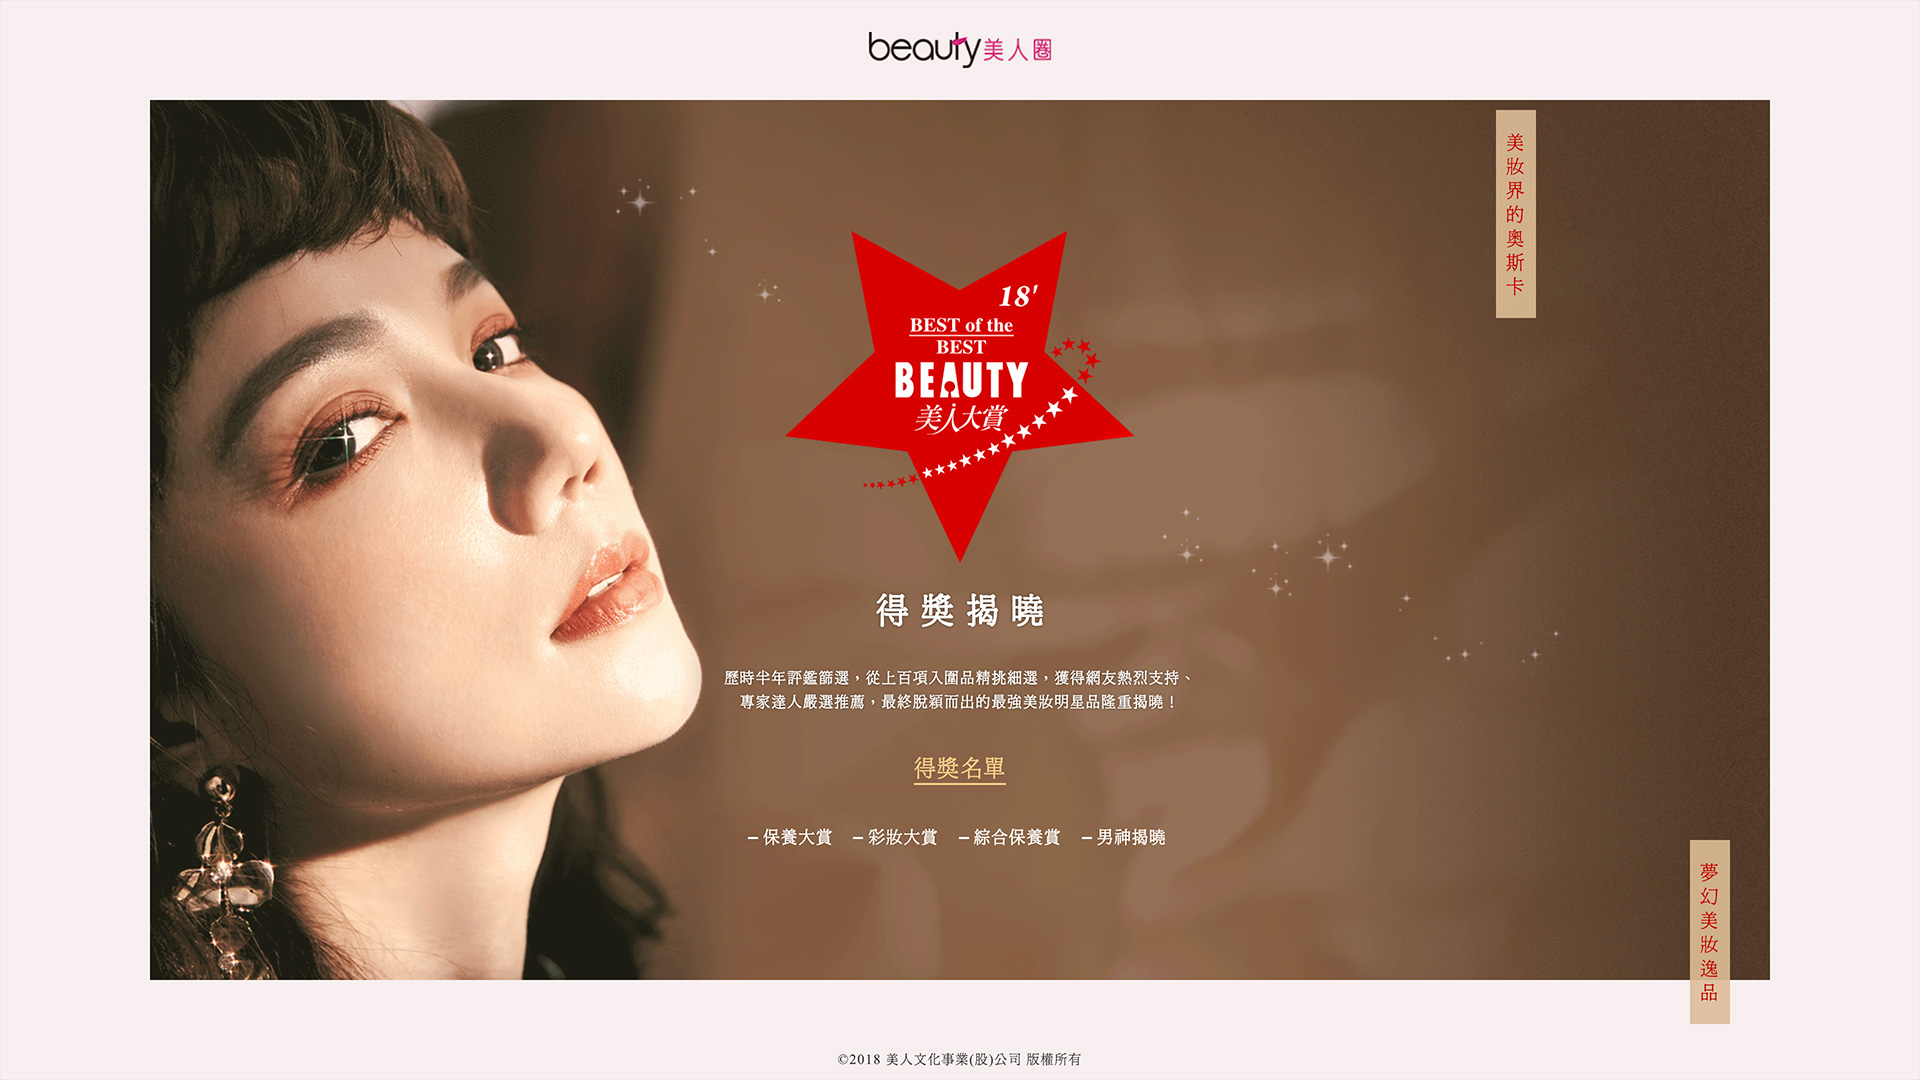 beauty美人圈
美妝界的奧斯卡
18'
BEST of the
BEST
BEAUTY
美人大賞
得獎揭曉
歷時半年評鑑篩選，從上百項入圍品精挑細選，獲得網友熱烈支持、
專家達人嚴選推薦，最終脫穎而出的最強美妝明星品隆重揭曉！
得獎名單
– 保養大賞 – 彩妝大賞 – 綜合保養賞 – 男神揭曉
夢幻美妝逸品
©2018 美人文化事業(股)公司 版權所有